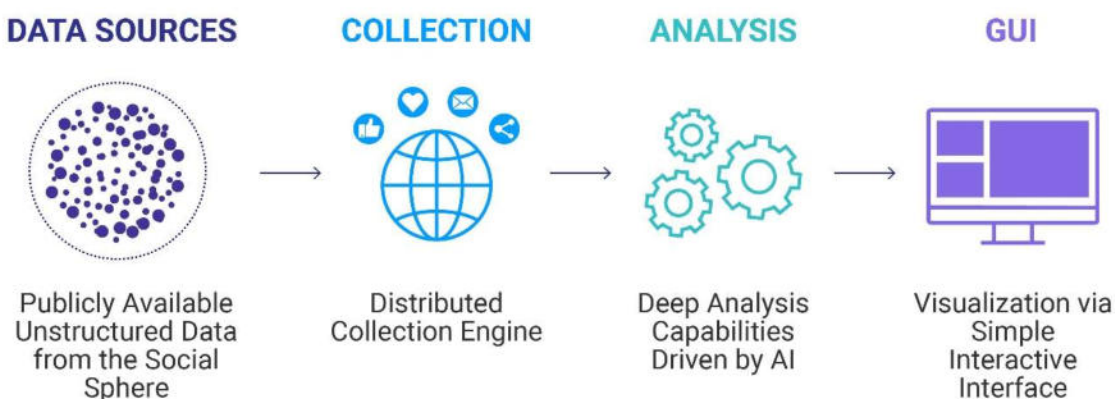 DATA SOURCES
COLLECTION
ANALYSIS
GUI
Publicly Available
Unstructured Data
from the Social
Sphere
Distributed
Collection Engine
Deep Analysis
Capabilities
Driven by AI
Visualization via
Simple
Interactive
Interface